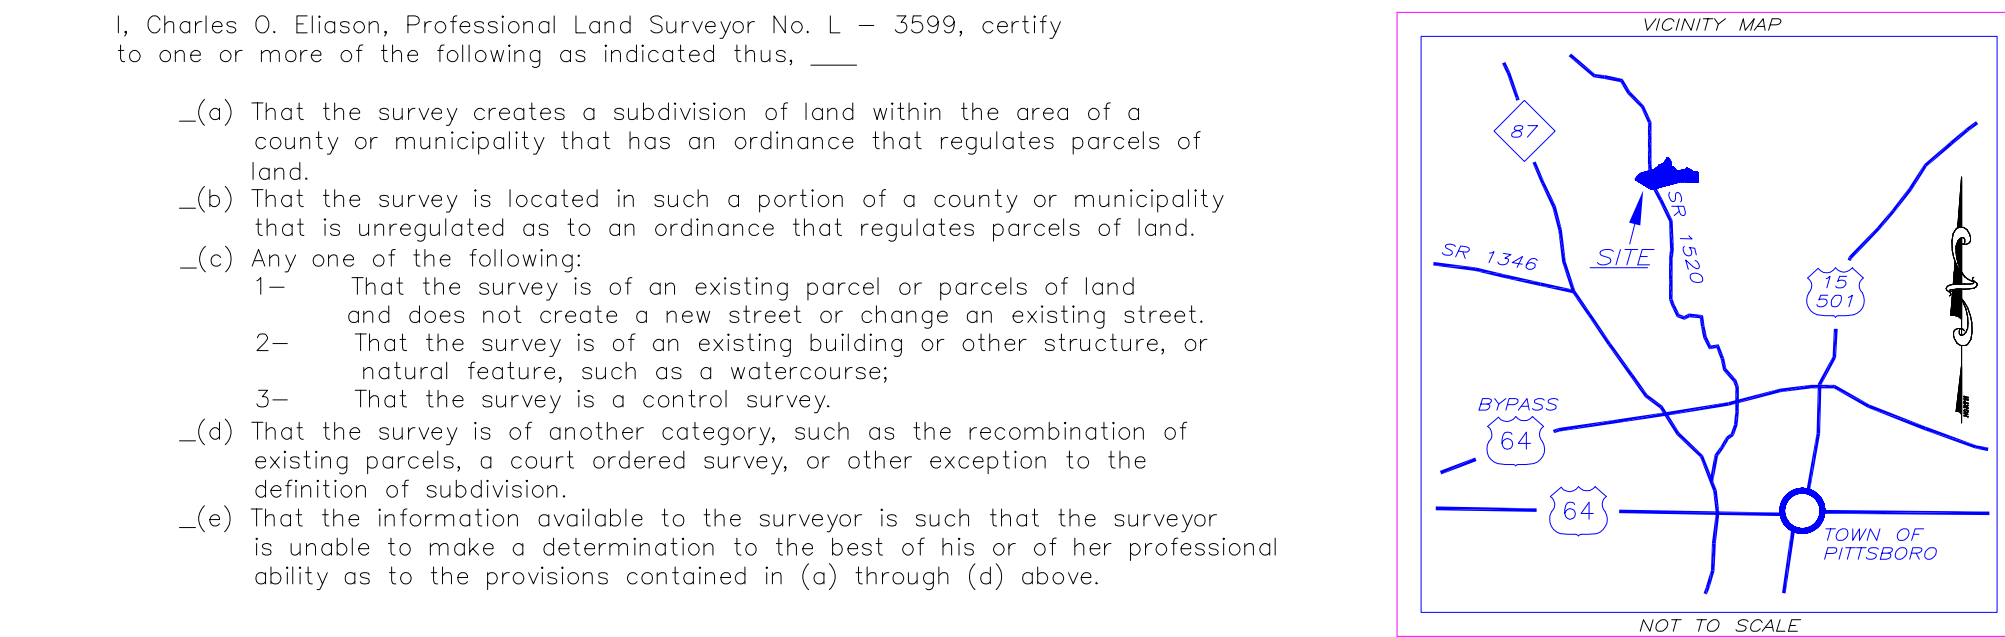 I, Charles O. Eliason, Professional Land Surveyor No. L – 3599, certify
to one or more of the following as indicated thus, ___
_(a) That the survey creates a subdivision of land within the area of a
county or municipality that has an ordinance that regulates parcels of
land.
_(b) That the survey is located in such a portion of a county or municipality
that is unregulated as to an ordinance that regulates parcels of land.
_(c) Any one of the following:
1– That the survey is of an existing parcel or parcels of land
and does not create a new street or change an existing street.
2– That the survey is of an existing building or other structure, or
natural feature, such as a watercourse;
3– That the survey is a control survey.
_(d) That the survey is of another category, such as the recombination of
existing parcels, a court ordered survey, or other exception to the
definition of subdivision.
_(e) That the information available to the surveyor is such that the surveyor
is unable to make a determination to the best of his or of her professional
ability as to the provisions contained in (a) through (d) above.
VICINITY MAP
87
SR 1520
SR 1346
SITE
15
501
NORTH
BYPASS
64
64
TOWN OF
PITTSBORO
NOT TO SCALE